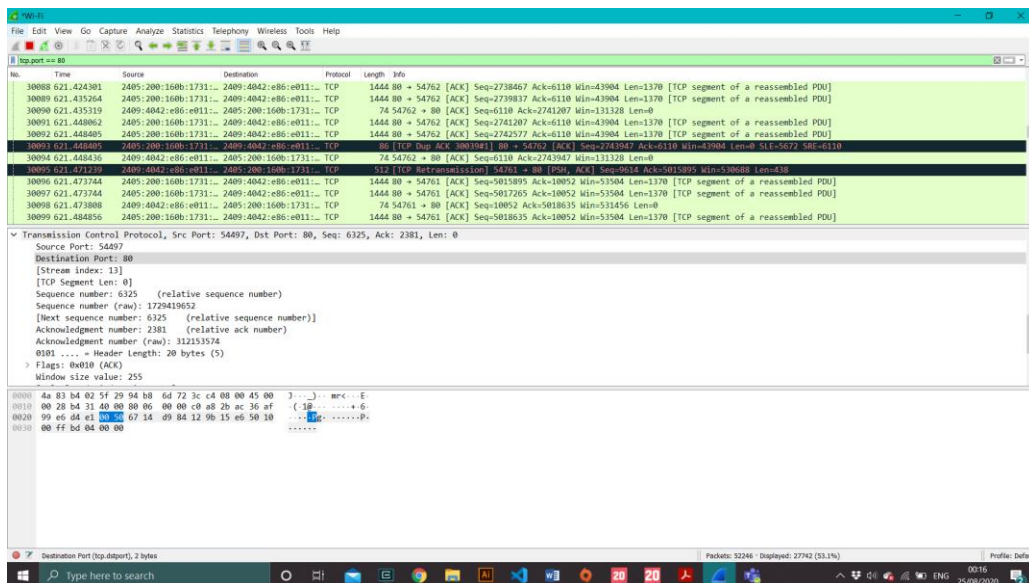 *Wi-Fi
File Edit View Go Capture Analyze Statistics Telephony Wireless Tools Help
tcp.port == 80
No. Time Source Destination Protocol Length Info
30088 621.424301 2405:200:160b:1731:… 2409:4042:e86:e011:… TCP 1444 80 → 54762 [ACK] Seq=2738467 Ack=6110 Win=43904 Len=1370 [TCP segment of a reassembled PDU]
30089 621.435264 2405:200:160b:1731:… 2409:4042:e86:e011:… TCP 1444 80 → 54762 [ACK] Seq=2739837 Ack=6110 Win=43904 Len=1370 [TCP segment of a reassembled PDU]
30090 621.435319 2409:4042:e86:e011:… 2405:200:160b:1731:… TCP 74 54762 → 80 [ACK] Seq=6110 Ack=2741207 Win=131328 Len=0
30091 621.448062 2405:200:160b:1731:… 2409:4042:e86:e011:… TCP 1444 80 → 54762 [ACK] Seq=2741207 Ack=6110 Win=43904 Len=1370 [TCP segment of a reassembled PDU]
30092 621.448405 2405:200:160b:1731:… 2409:4042:e86:e011:… TCP 1444 80 → 54762 [ACK] Seq=2742577 Ack=6110 Win=43904 Len=1370 [TCP segment of a reassembled PDU]
30093 621.448405 2405:200:160b:1731:… 2409:4042:e86:e011:… TCP 86 [TCP Dup ACK 30039#1] 80 → 54762 [ACK] Seq=2743947 Ack=6110 Win=43904 Len=0 SLE=5672 SRE=6110
30094 621.448436 2409:4042:e86:e011:… 2405:200:160b:1731:… TCP 74 54762 → 80 [ACK] Seq=6110 Ack=2743947 Win=131328 Len=0
30095 621.471239 2409:4042:e86:e011:… 2405:200:160b:1731:… TCP 512 [TCP Retransmission] 54761 → 80 [PSH, ACK] Seq=9614 Ack=5015895 Win=530688 Len=438
30096 621.473744 2405:200:160b:1731:… 2409:4042:e86:e011:… TCP 1444 80 → 54761 [ACK] Seq=5015895 Ack=10052 Win=53504 Len=1370 [TCP segment of a reassembled PDU]
30097 621.473744 2405:200:160b:1731:… 2409:4042:e86:e011:… TCP 1444 80 → 54761 [ACK] Seq=5017265 Ack=10052 Win=53504 Len=1370 [TCP segment of a reassembled PDU]
30098 621.473808 2409:4042:e86:e011:… 2405:200:160b:1731:… TCP 74 54761 → 80 [ACK] Seq=10052 Ack=5018635 Win=531456 Len=0
30099 621.484856 2405:200:160b:1731:… 2409:4042:e86:e011:… TCP 1444 80 → 54761 [ACK] Seq=5018635 Ack=10052 Win=53504 Len=1370 [TCP segment of a reassembled PDU]
Transmission Control Protocol, Src Port: 54497, Dst Port: 80, Seq: 6325, Ack: 2381, Len: 0
Source Port: 54497
Destination Port: 80
[Stream index: 13]
[TCP Segment Len: 0]
Sequence number: 6325 (relative sequence number)
Sequence number (raw): 1729419652
[Next sequence number: 6325 (relative sequence number)]
Acknowledgment number: 2381 (relative ack number)
Acknowledgment number (raw): 312153574
0101 .... = Header Length: 20 bytes (5)
Flags: 0x010 (ACK)
Window size value: 255
0000 4a 83 b4 02 5f 29 94 b8 6d 72 3c c4 08 00 45 00 J···_)·· mr<···E·
0010 00 28 b4 31 40 00 80 06 00 00 c0 a8 2b ac 36 af ·(·1@··· ····+·6·
0020 99 e6 d4 e1 00 50 67 14 d9 84 12 9b 15 e6 50 10 ·····Pg· ······P·
0030 00 ff bd 04 00 00 ······
Destination Port (tcp.dstport), 2 bytes
Packets: 52246 · Displayed: 27742 (53.1%)
Profile: Defa
Type here to search
20
20
ENG
00:16
25/08/2020